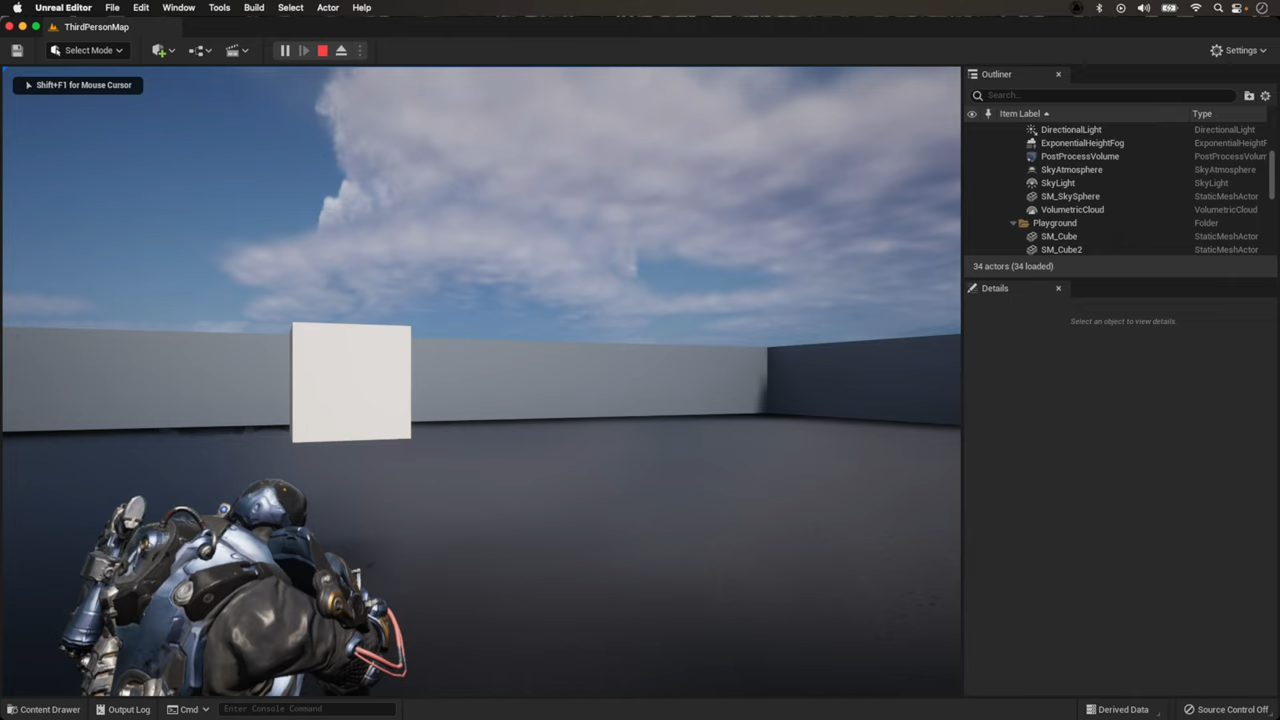 Unreal Editor File Edit Window Tools Build Select Actor Help
ThirdPersonMap
Select Mode
Settings
Shift+F1 for Mouse Cursor
Outliner
Search...
Item Label Type
DirectionalLight DirectionalLight
ExponentialHeightFog ExponentialHeightF
PostProcessVolume PostProcessVolum
SkyAtmosphere SkyAtmosphere
SkyLight SkyLight
SM_SkySphere StaticMeshActor
VolumetricCloud VolumetricCloud
Playground Folder
SM_Cube StaticMeshActor
SM_Cube2 StaticMeshActor
34 actors (34 loaded)
Details
Select an object to view details.
Content Drawer Output Log Cmd Enter Console Command Derived Data Source Control Off